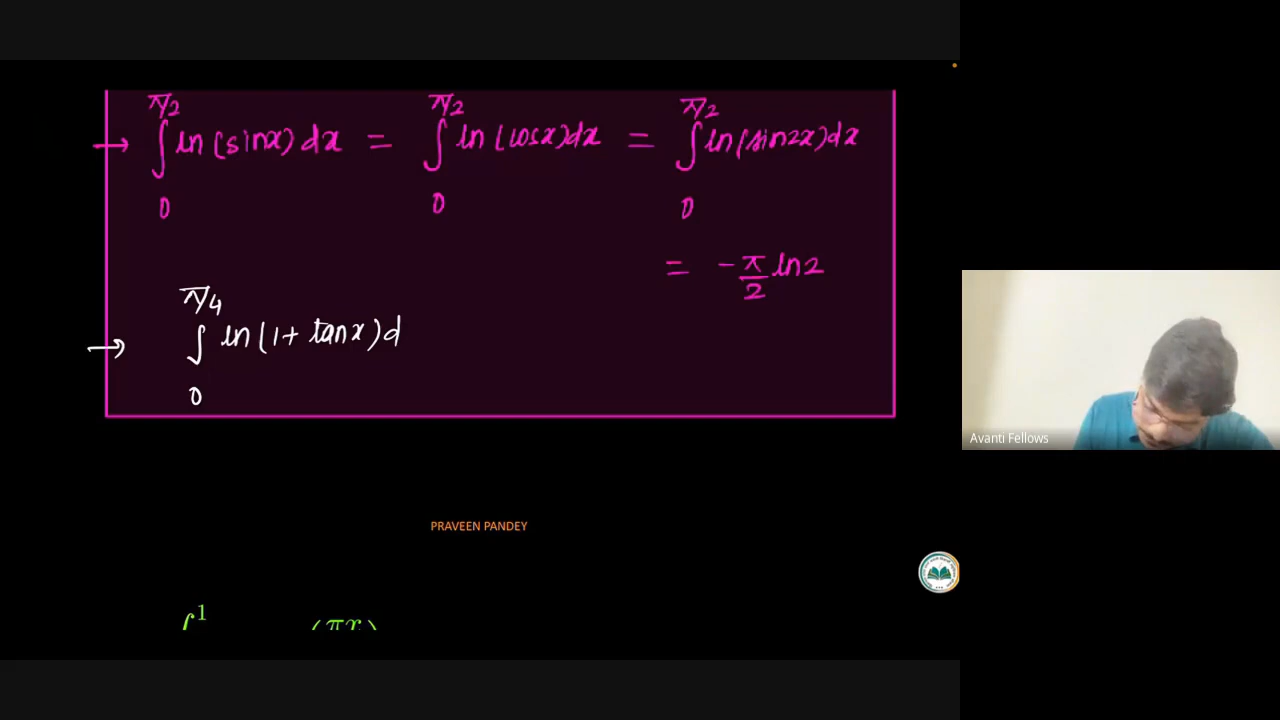 → ∫₀^{π/2} ln(sinx) dx = ∫₀^{π/2} ln(cosx)dx = ∫₀^{π/2} ln(sin2x)dx
= -π/2 ln2
→ ∫₀^{π/4} ln(1+ tanx)d
Avanti Fellows
PRAVEEN PANDEY